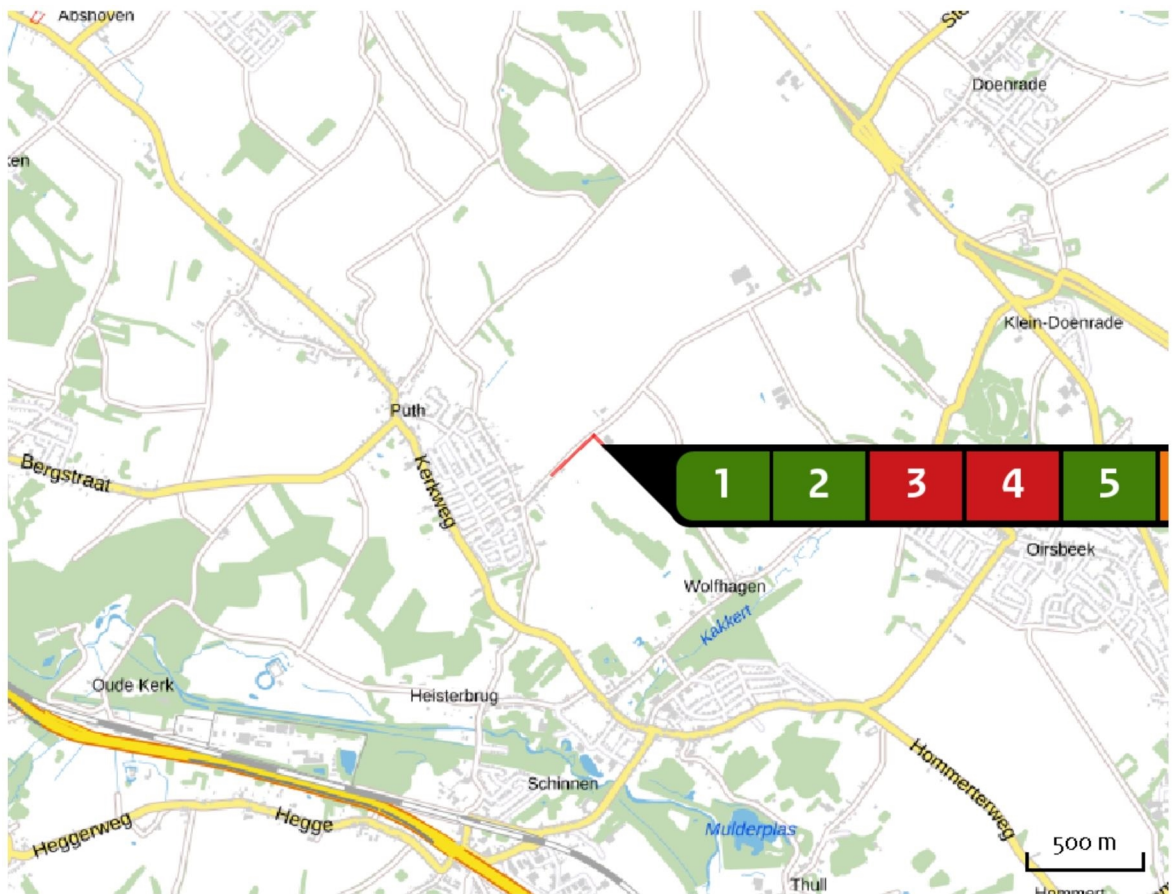 Abshoven
Doenrade
Klein-Doenrade
Puth
Bergstraat
Kerkweg
1 2 3 4 5
Oirsbeek
Wolfhagen
Kakkert
Oude Kerk
Heisterbrug
Schinnen
Hommerterweg
Mulderplas
Hegge
Heggerweg
500 m
Thull